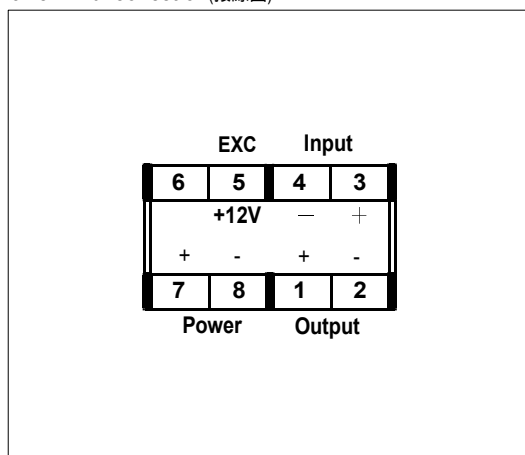 EXC Input
6 5 4 3
+12V — +
+ - + -
7 8 1 2
Power Output